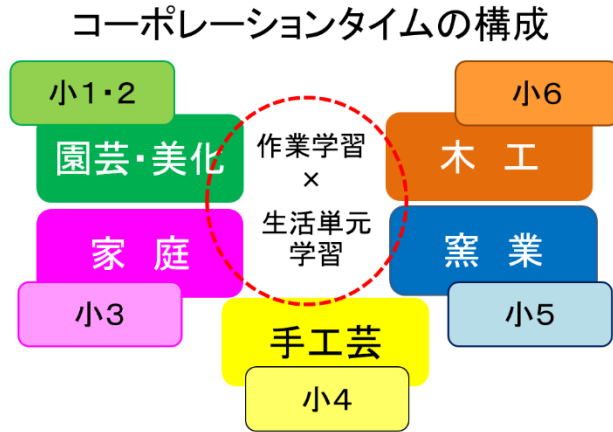 コーポレーションタイムの構成
小1・2
園芸・美化
作業学習
×
生活単元
学習
小6
木 工
家 庭
小3
窯 業
小5
手工芸
小4